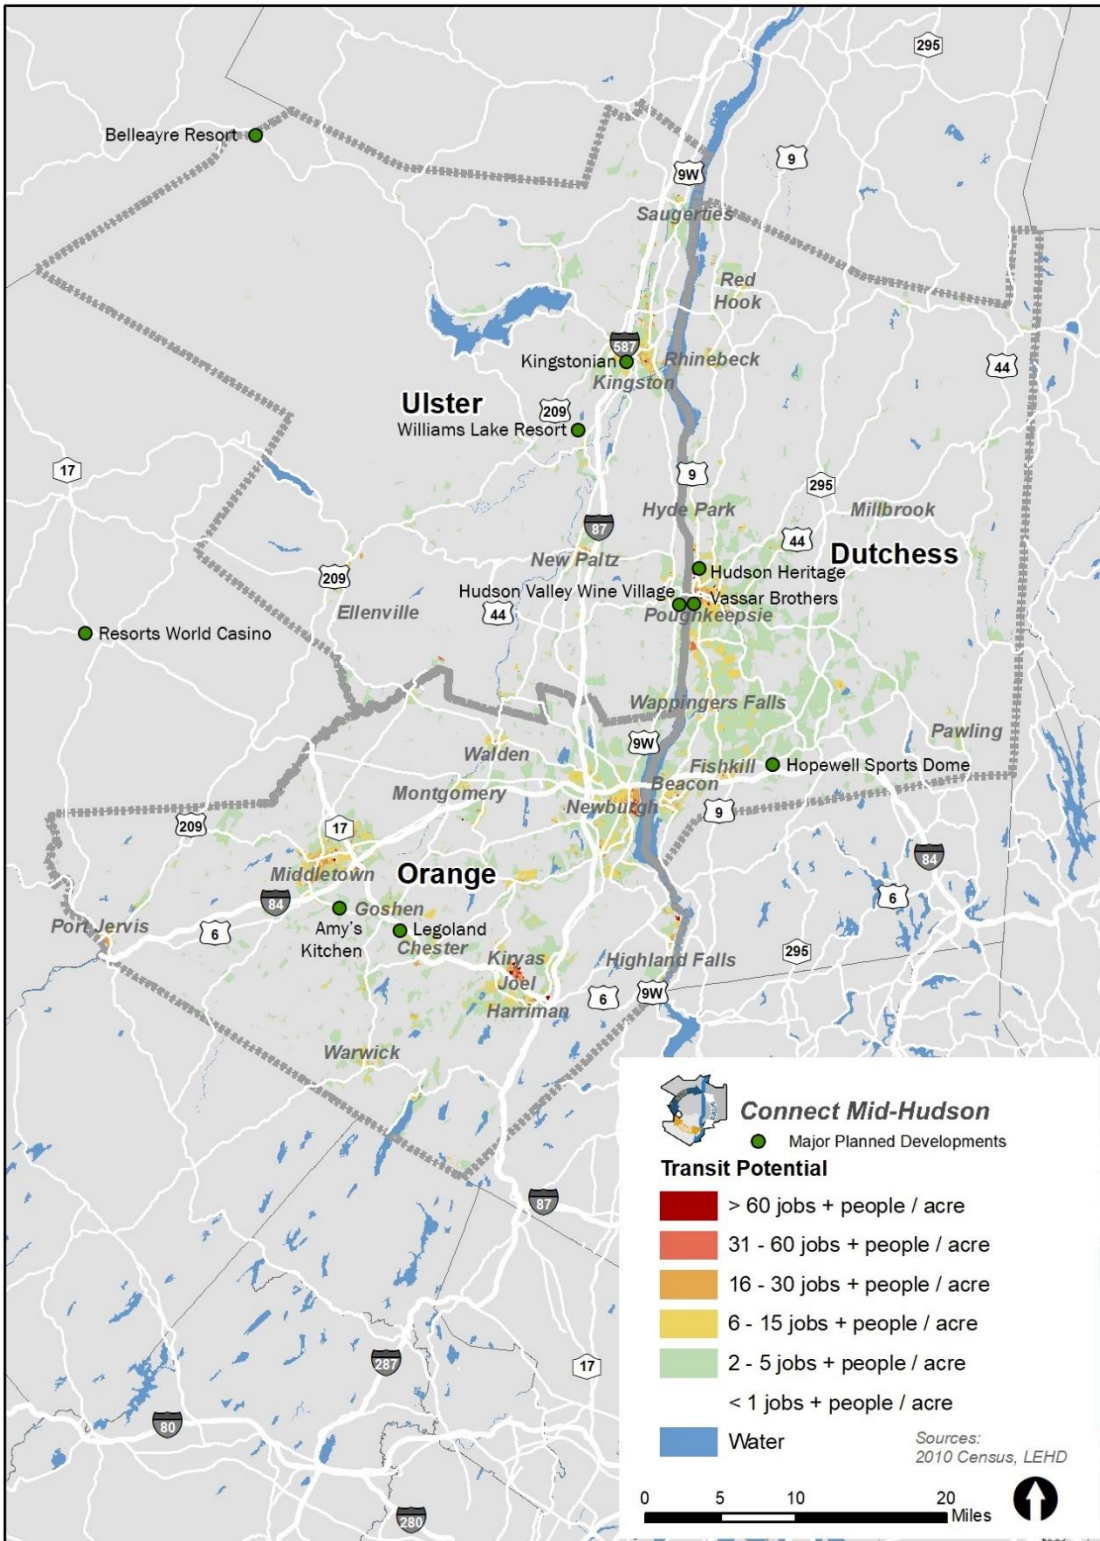 295
Belleayre Resort
9
9W
Saugerties
Red
Hook
587
Kingstonian
Rhinebeck
Kingston
44
Ulster
209
Williams Lake Resort
17
9
295
Hyde Park
Millbrook
87
44
Dutchess
New Paltz
Hudson Heritage
209
Hudson Valley Wine Village
Vassar Brothers
Ellenville
44
Poughkeepsie
Resorts World Casino
Wappingers Falls
Pawling
9W
Walden
Fishkill
Hopewell Sports Dome
Beacon
Montgomery
Newburgh
9
209
17
84
Middletown
Orange
6
84
Goshen
Port Jervis
6
Amy's
Kitchen
Legoland
Chester
295
Kiryas
Joel
Highland Falls
9W
6
Harriman
Warwick
87
287
17
80
280
Connect Mid-Hudson
Major Planned Developments
Transit Potential
> 60 jobs + people / acre
31 - 60 jobs + people / acre
16 - 30 jobs + people / acre
6 - 15 jobs + people / acre
2 - 5 jobs + people / acre
< 1 jobs + people / acre
Water
Sources:
2010 Census, LEHD
0 5 10 20
Miles